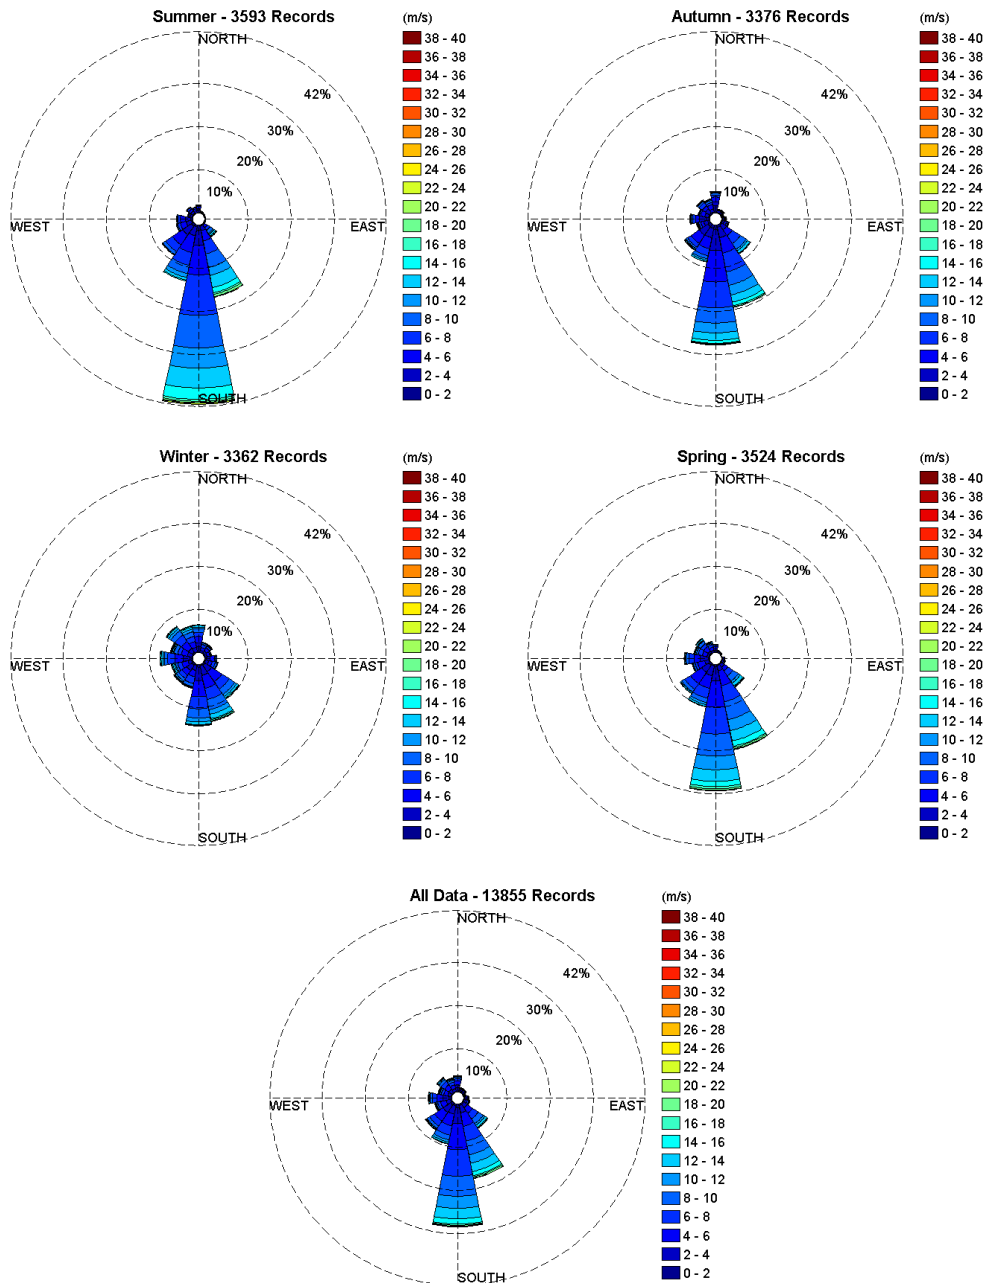 Summer - 3593 Records
(m/s)
NORTH
38 - 40
36 - 38
34 - 36
32 - 34
30 - 32
28 - 30
26 - 28
24 - 26
22 - 24
20 - 22
18 - 20
16 - 18
14 - 16
12 - 14
10 - 12
8 - 10
6 - 8
4 - 6
2 - 4
0 - 2
42%
30%
20%
10%
WEST
EAST
SOUTH
Autumn - 3376 Records
(m/s)
NORTH
38 - 40
36 - 38
34 - 36
32 - 34
30 - 32
28 - 30
26 - 28
24 - 26
22 - 24
20 - 22
18 - 20
16 - 18
14 - 16
12 - 14
10 - 12
8 - 10
6 - 8
4 - 6
2 - 4
0 - 2
42%
30%
20%
10%
WEST
EAST
SOUTH
Winter - 3362 Records
(m/s)
NORTH
38 - 40
36 - 38
34 - 36
32 - 34
30 - 32
28 - 30
26 - 28
24 - 26
22 - 24
20 - 22
18 - 20
16 - 18
14 - 16
12 - 14
10 - 12
8 - 10
6 - 8
4 - 6
2 - 4
0 - 2
42%
30%
20%
10%
WEST
EAST
SOUTH
Spring - 3524 Records
(m/s)
NORTH
38 - 40
36 - 38
34 - 36
32 - 34
30 - 32
28 - 30
26 - 28
24 - 26
22 - 24
20 - 22
18 - 20
16 - 18
14 - 16
12 - 14
10 - 12
8 - 10
6 - 8
4 - 6
2 - 4
0 - 2
42%
30%
20%
10%
WEST
EAST
SOUTH
All Data - 13855 Records
(m/s)
NORTH
38 - 40
36 - 38
34 - 36
32 - 34
30 - 32
28 - 30
26 - 28
24 - 26
22 - 24
20 - 22
18 - 20
16 - 18
14 - 16
12 - 14
10 - 12
8 - 10
6 - 8
4 - 6
2 - 4
0 - 2
42%
30%
20%
10%
WEST
EAST
SOUTH